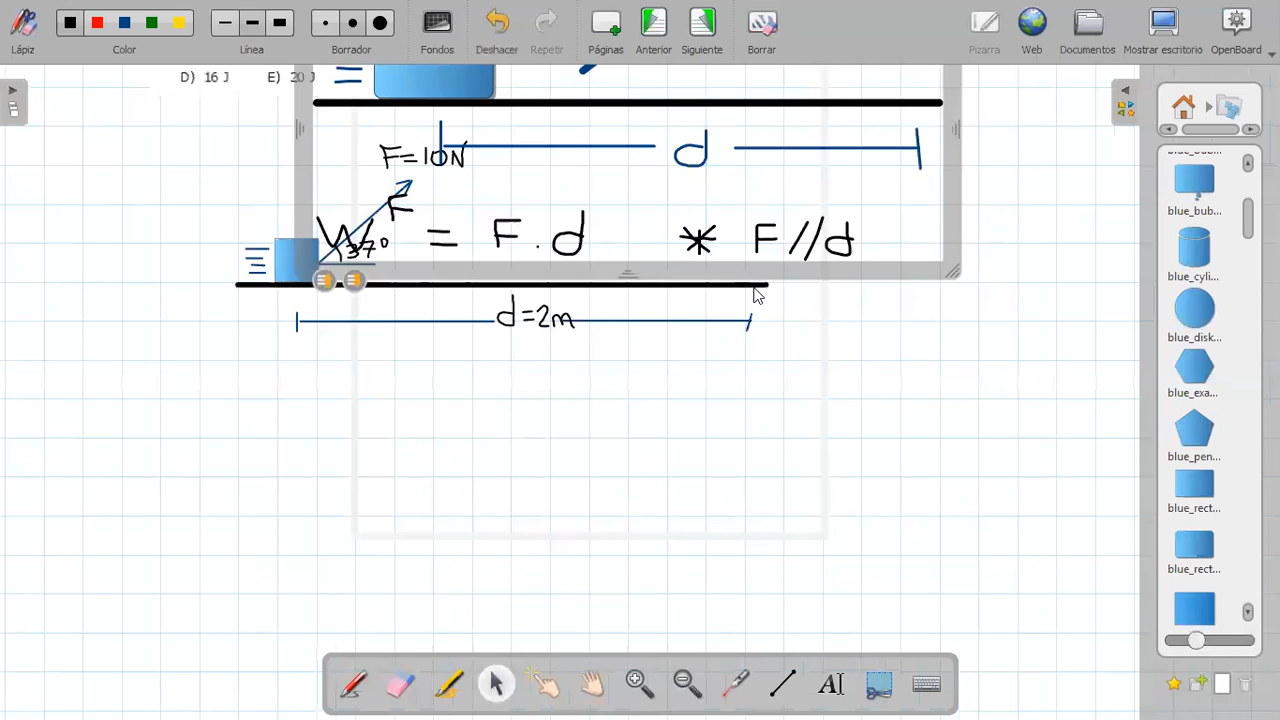 Lápiz Color Línea Borrador Fondos Deshacer Repetir Páginas Anterior Siguiente Borrar Pizarra Web Documentos Mostrar escritorio OpenBoard
D) 16 J E) 20 J
d
F=10N
F
W = F . d * F // d
37°
d=2m
blue_bub...
blue_cyli...
blue_disk...
blue_exa...
blue_pen...
blue_rect...
blue_rect...
AI